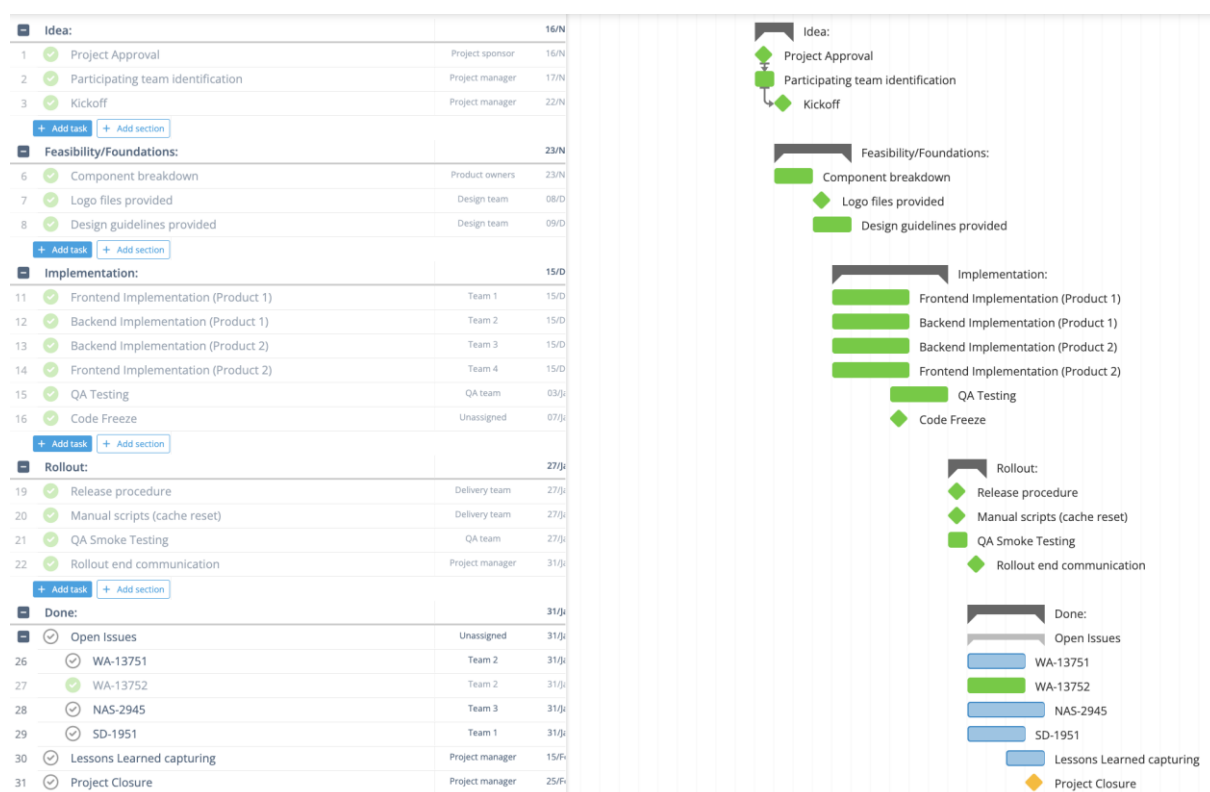 Idea: 16/N Idea:
1 Project Approval Project sponsor 16/N Project Approval
2 Participating team identification Project manager 17/N Participating team identification
3 Kickoff Project manager 22/N Kickoff
+ Add task + Add section
Feasibility/Foundations: 23/N Feasibility/Foundations:
6 Component breakdown Product owners 23/N Component breakdown
7 Logo files provided Design team 08/D Logo files provided
8 Design guidelines provided Design team 09/D Design guidelines provided
+ Add task + Add section
Implementation: 15/D Implementation:
11 Frontend Implementation (Product 1) Team 1 15/D Frontend Implementation (Product 1)
12 Backend Implementation (Product 1) Team 2 15/D Backend Implementation (Product 1)
13 Backend Implementation (Product 2) Team 3 15/D Backend Implementation (Product 2)
14 Frontend Implementation (Product 2) Team 4 15/D Frontend Implementation (Product 2)
15 QA Testing QA team 03/Ja QA Testing
16 Code Freeze Unassigned 07/Ja Code Freeze
+ Add task + Add section
Rollout: 27/Ja Rollout:
19 Release procedure Delivery team 27/Ja Release procedure
20 Manual scripts (cache reset) Delivery team 27/Ja Manual scripts (cache reset)
21 QA Smoke Testing QA team 27/Ja QA Smoke Testing
22 Rollout end communication Project manager 31/Ja Rollout end communication
+ Add task + Add section
Done: 31/Ja Done:
Open Issues Unassigned 31/Ja Open Issues
26 WA-13751 Team 2 31/Ja WA-13751
27 WA-13752 Team 2 31/Ja WA-13752
28 NAS-2945 Team 3 31/Ja NAS-2945
29 SD-1951 Team 1 31/Ja SD-1951
30 Lessons Learned capturing Project manager 15/Fe Lessons Learned capturing
31 Project Closure Project manager 25/Fe Project Closure